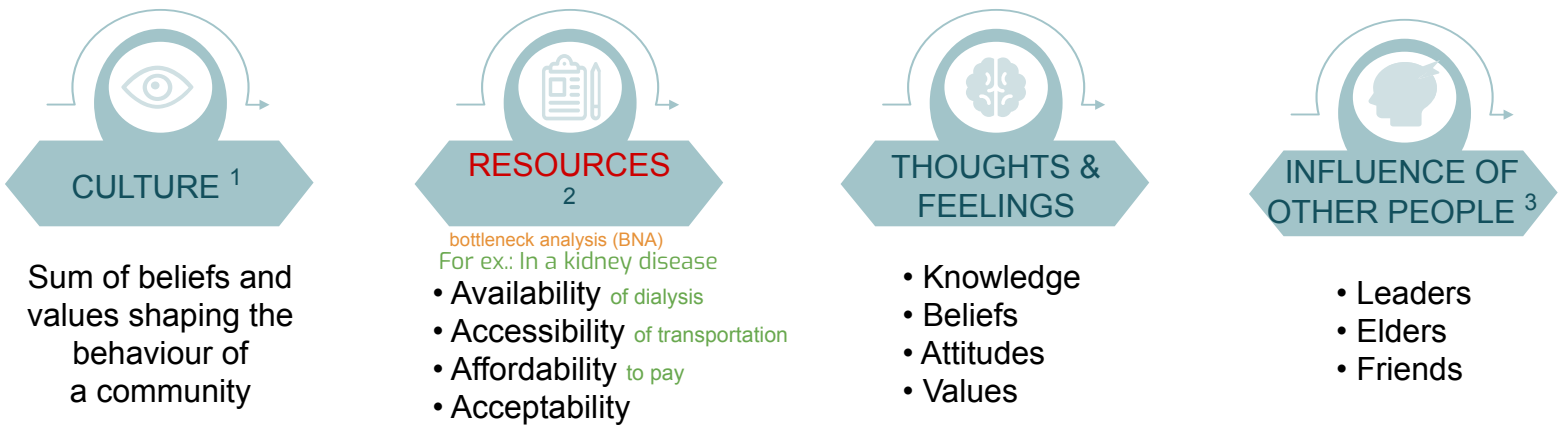 CULTURE 1
Sum of beliefs and
values shaping the
behaviour of
a community
RESOURCES
2
bottleneck analysis (BNA)
For ex.: In a kidney disease
• Availability of dialysis
• Accessibility of transportation
• Affordability to pay
• Acceptability
THOUGHTS &
FEELINGS
• Knowledge
• Beliefs
• Attitudes
• Values
INFLUENCE OF
OTHER PEOPLE 3
• Leaders
• Elders
• Friends